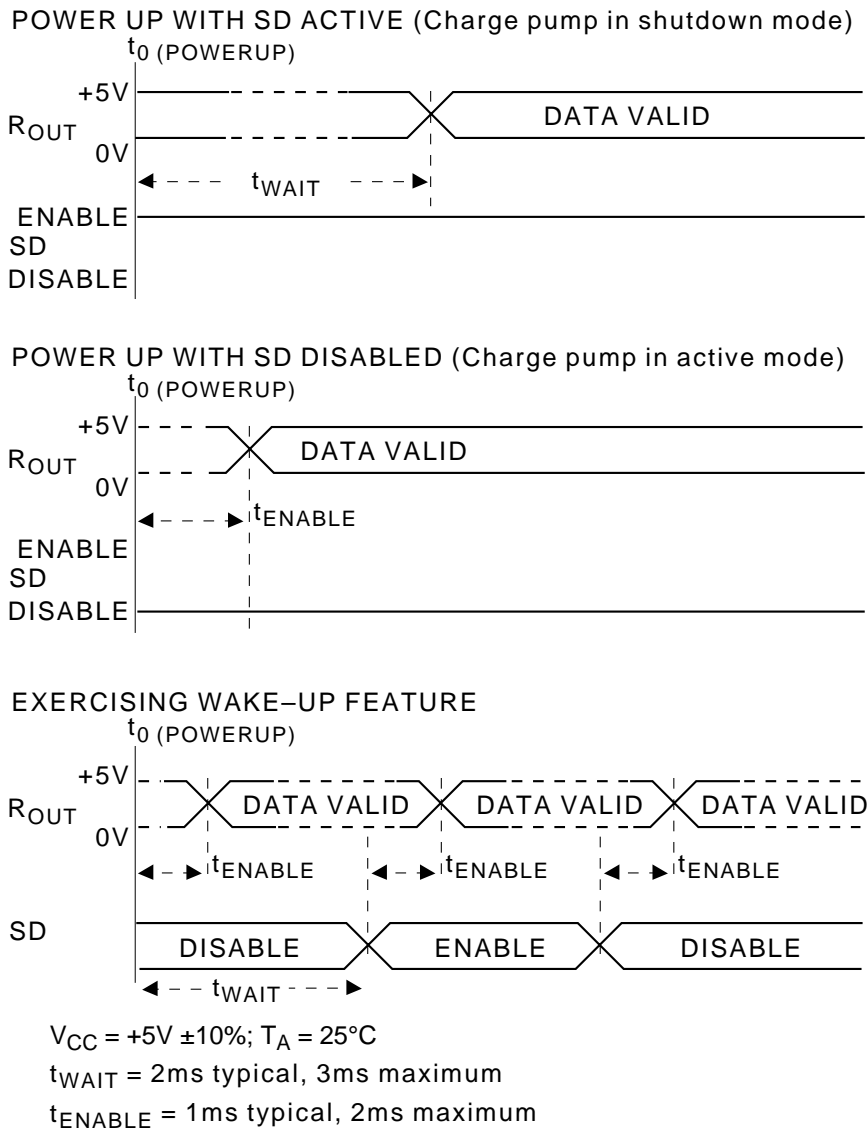 POWER UP WITH SD ACTIVE (Charge pump in shutdown mode)
t0 (POWERUP)
+5V
ROUT
DATA VALID
0V
tWAIT
ENABLE
SD
DISABLE
POWER UP WITH SD DISABLED (Charge pump in active mode)
t0 (POWERUP)
+5V
ROUT
DATA VALID
0V
tENABLE
ENABLE
SD
DISABLE
EXERCISING WAKE–UP FEATURE
t0 (POWERUP)
+5V
ROUT
DATA VALID DATA VALID DATA VALID
0V
tENABLE tENABLE tENABLE
SD
DISABLE ENABLE DISABLE
tWAIT
VCC = +5V ±10%; TA = 25°C
tWAIT = 2ms typical, 3ms maximum
tENABLE = 1ms typical, 2ms maximum